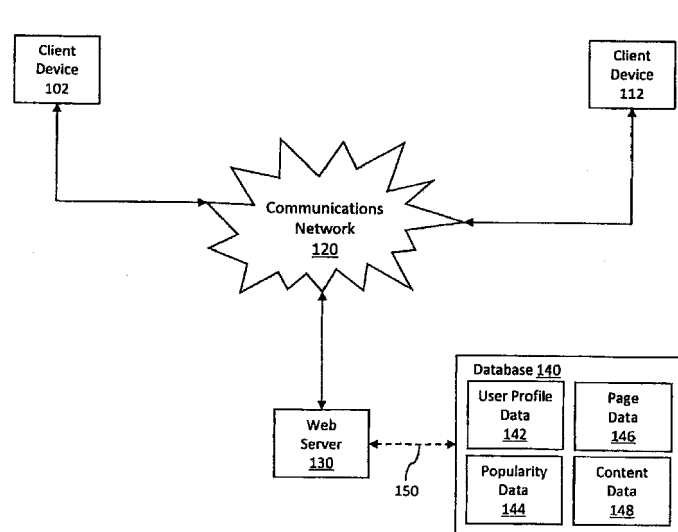 Client
Device
102
Client
Device
112
Communications
Network
120
Web
Server
130
150
Database 140
User Profile
Data
142
Page
Data
146
Popularity
Data
144
Content
Data
148